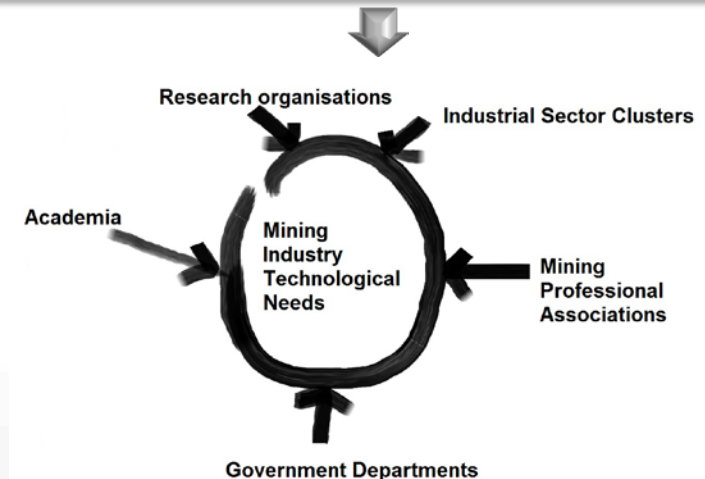 Research organisations
Industrial Sector Clusters
Academia
Mining
Industry
Technological
Needs
Mining
Professional
Associations
Government Departments